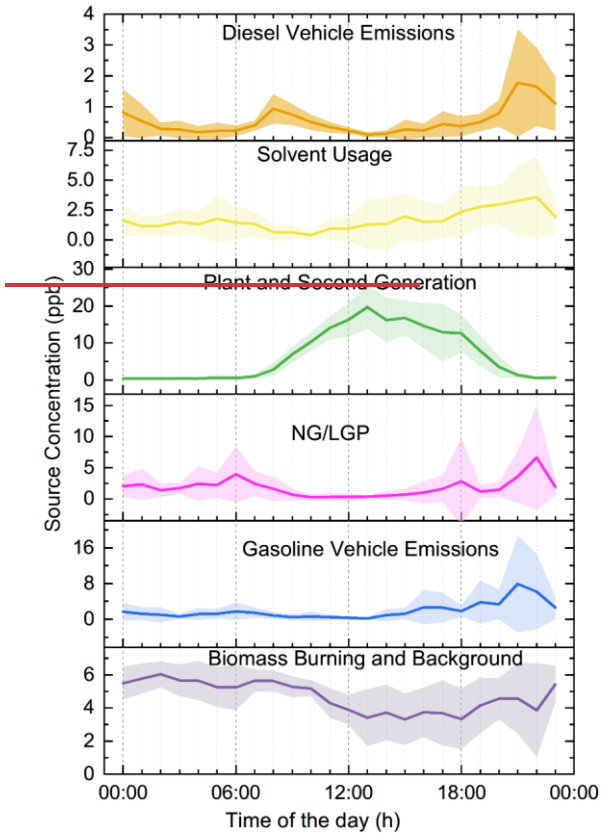 Diesel Vehicle Emissions
4
3
2
1
0
Solvent Usage
7.5
5.0
2.5
0.0
Plant and Second Generation
30
20
10
0
NG/LGP
15
10
5
0
Gasoline Vehicle Emissions
16
8
0
Biomass Burning and Background
6
4
2
0
Source Concentration (ppb)
00:00 06:00 12:00 18:00 00:00
Time of the day (h)